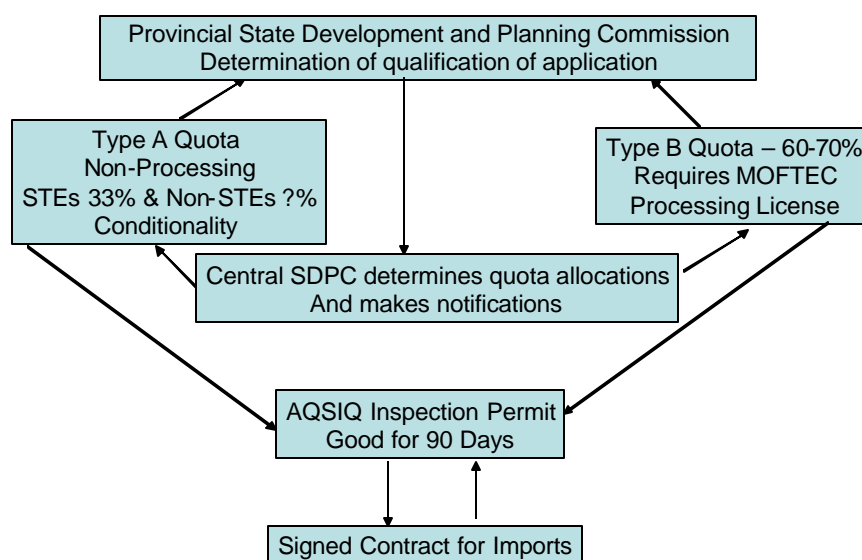 Provincial State Development and Planning Commission
Determination of qualification of application
Type A Quota
Non-Processing
STEs 33% & Non-STEs ?%
Conditionality
Type B Quota – 60-70%
Requires MOFTEC
Processing License
Central SDPC determines quota allocations
And makes notifications
AQSIQ Inspection Permit
Good for 90 Days
Signed Contract for Imports